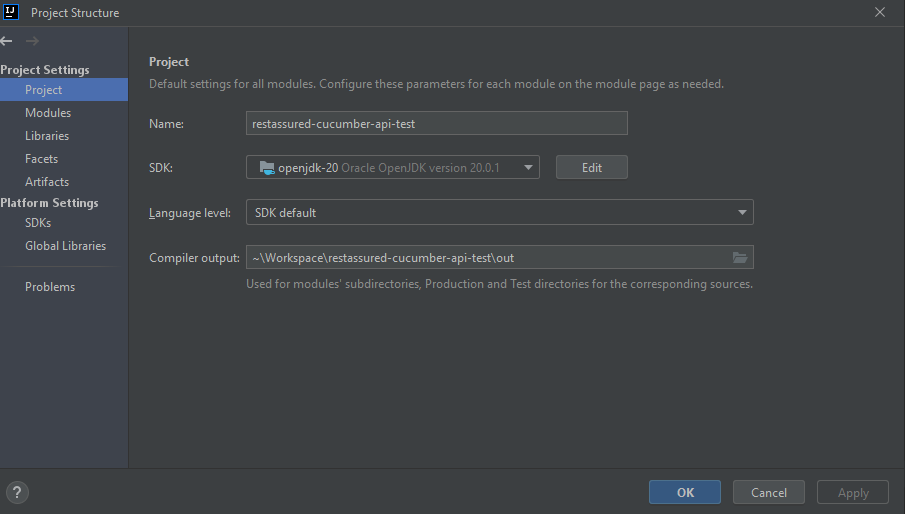 IJ Project Structure
Project Settings
Project
Modules
Libraries
Facets
Artifacts
Platform Settings
SDKs
Global Libraries
Problems
Project
Default settings for all modules. Configure these parameters for each module on the module page as needed.
Name: restassured-cucumber-api-test
SDK: openjdk-20 Oracle OpenJDK version 20.0.1 Edit
Language level: SDK default
Compiler output: ~\Workspace\restassured-cucumber-api-test\out
Used for modules' subdirectories, Production and Test directories for the corresponding sources.
? OK Cancel Apply